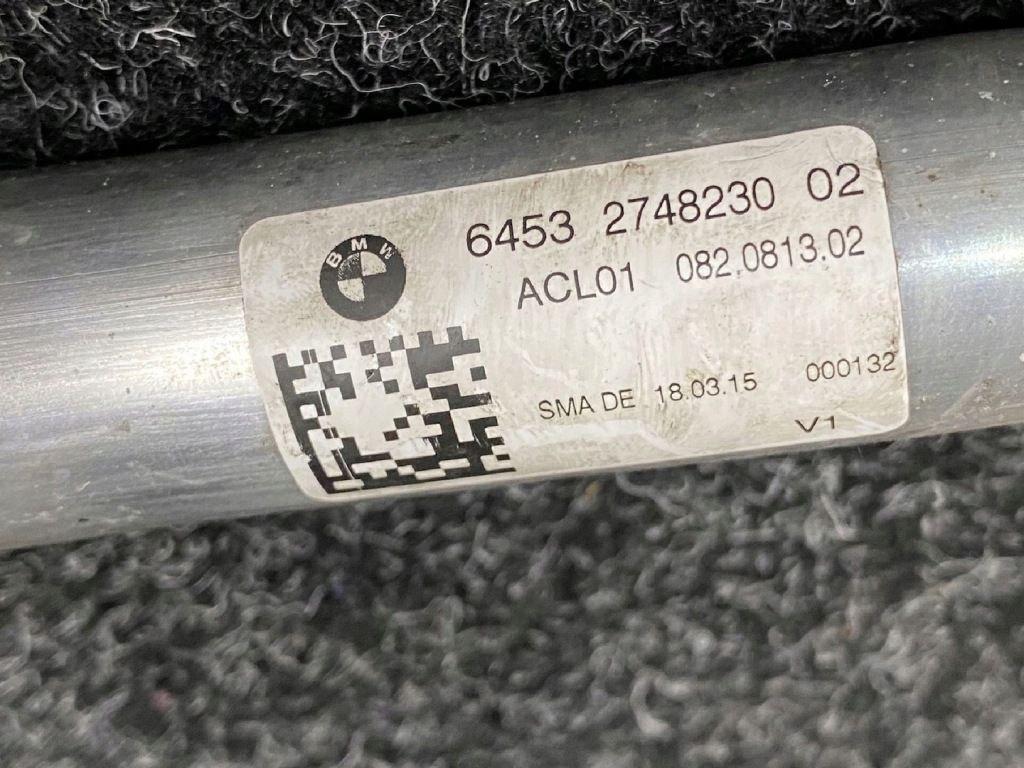 BMW
6453 2748230 02
ACL01 082.0813.02
SMA DE 18.03.15 000132
V1